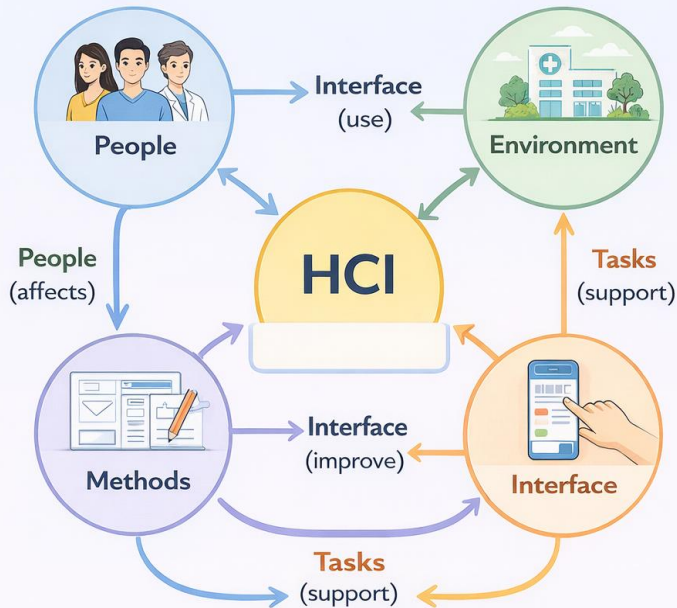 Interface
(use)
People
Environment
HCI
People
(affects)
Tasks
(support)
Interface
(improve)
Methods
Interface
Tasks
(support)